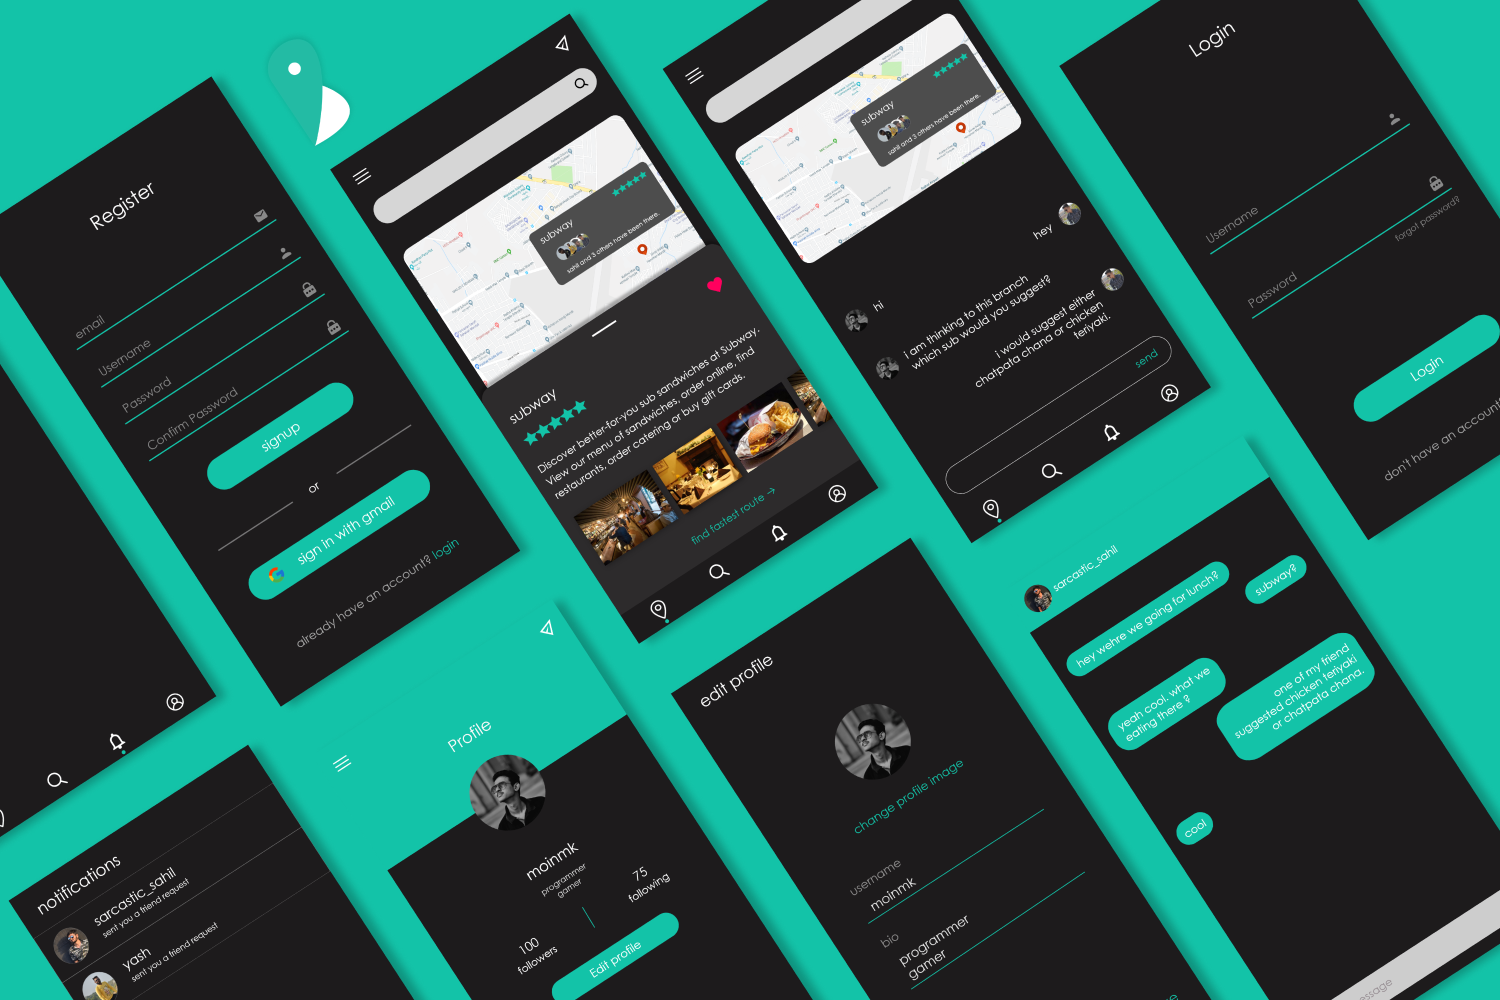 Register
email
Username
Password
Confirm Password
signup
or
sign in with gmail
already have an account? login
subway
sahil and 3 others have been there.
subway
Discover better-for-you sub sandwiches at Subway.
View our menu of sandwiches, order online, find
restaurants, order catering or buy gift cards.
find fastest route →
subway
sahil and 3 others have been there.
hey
hi
i am thinking to this branch
which sub would you suggest?
i would suggest either
chatpata chana or chicken
teriyaki.
send
Login
Username
Password
forgot password?
Login
don't have an account
notifications
sarcastic_sahil
sent you a friend request
yash
sent you a friend request
Profile
moinmk
programmer
gamer
100
followers
75
following
Edit profile
edit profile
change profile image
username
moinmk
bio
programmer
gamer
sarcastic_sahil
hey wehre we going for lunch?
subway?
yeah cool. what we
eating there ?
one of my friend
suggested chicken teriyaki
or chatpata chana.
cool